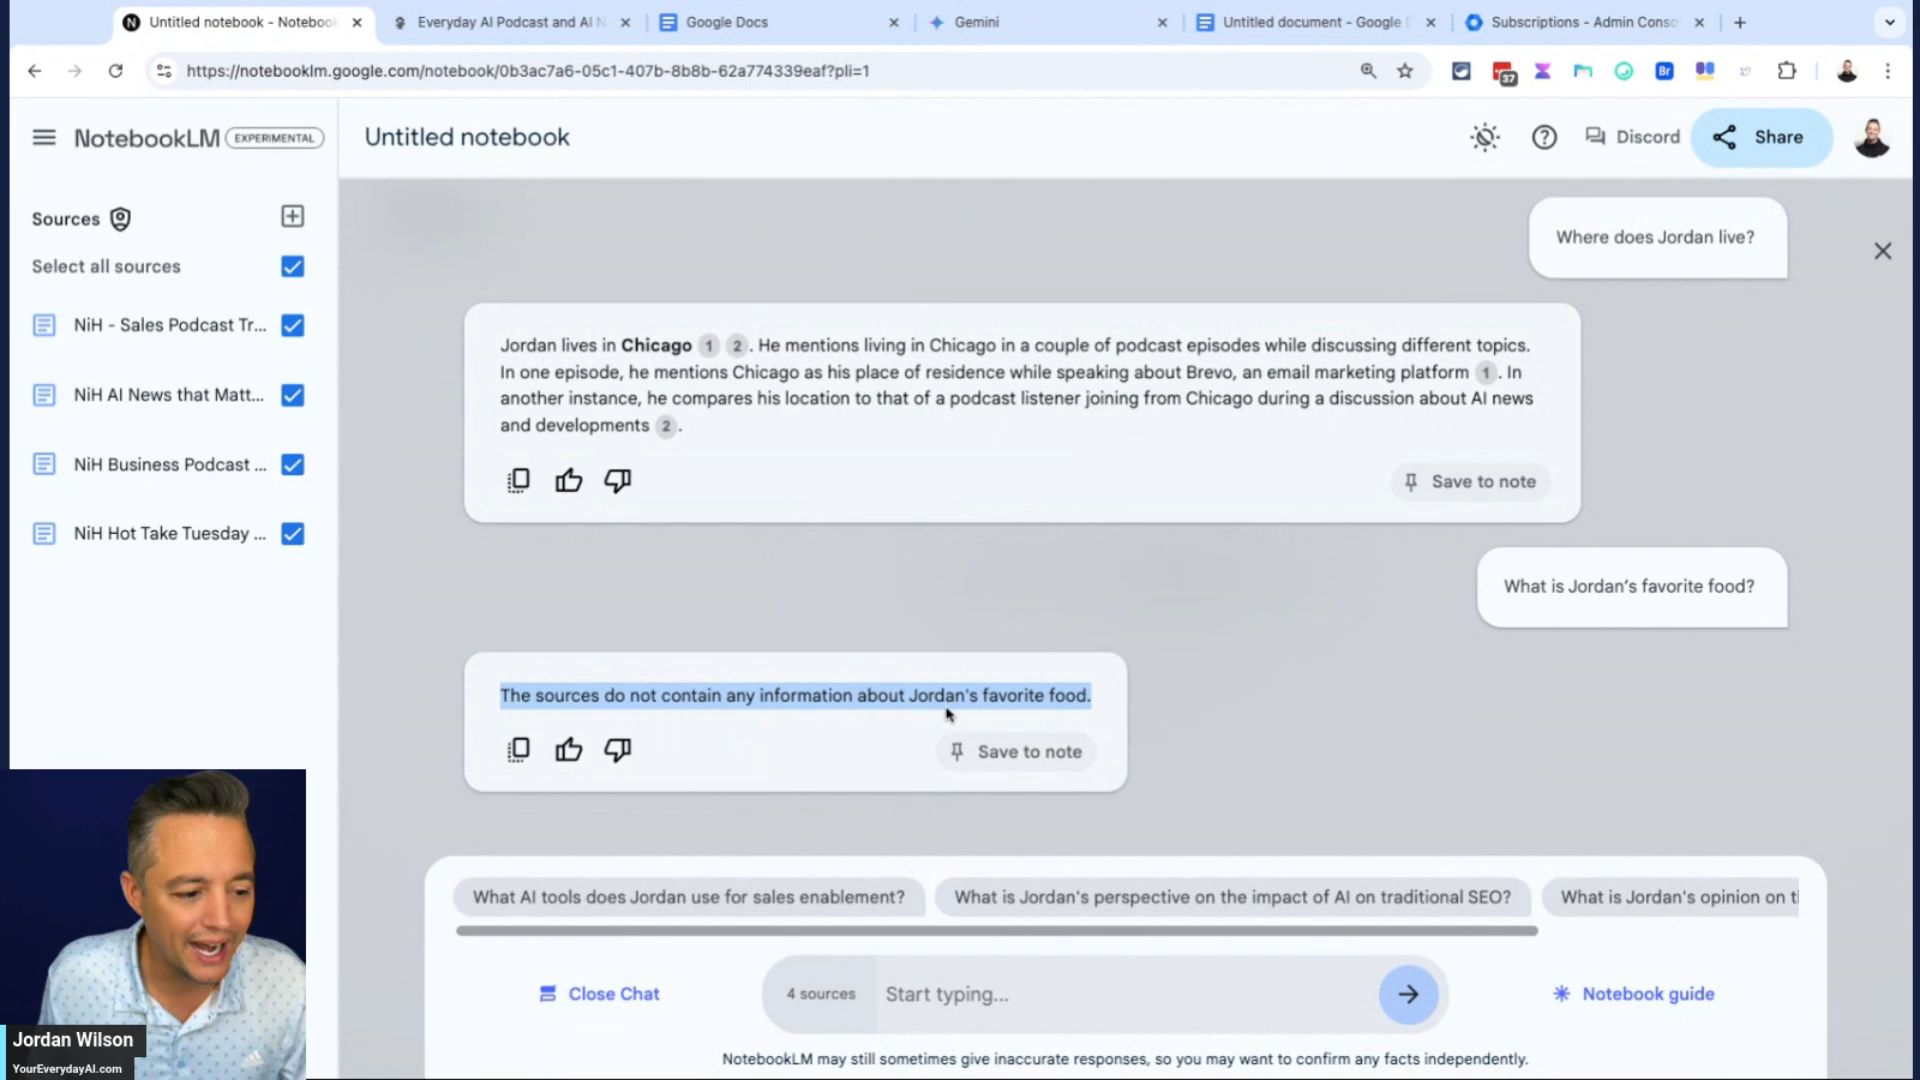 Untitled notebook - Notebook
Everyday AI Podcast and AI N
Google Docs
Gemini
Untitled document - Google D
Subscriptions - Admin Conso
https://notebooklm.google.com/notebook/0b3ac7a6-05c1-407b-8b8b-62a774339eaf?pli=1
37
Br
NotebookLM
EXPERIMENTAL
Untitled notebook
Discord
Share
Sources
Select all sources
NiH - Sales Podcast Tr...
NiH AI News that Matt...
NiH Business Podcast ...
NiH Hot Take Tuesday ...
Where does Jordan live?
Jordan lives in Chicago 1 2. He mentions living in Chicago in a couple of podcast episodes while discussing different topics.
In one episode, he mentions Chicago as his place of residence while speaking about Brevo, an email marketing platform 1. In
another instance, he compares his location to that of a podcast listener joining from Chicago during a discussion about AI news
and developments 2.
Save to note
What is Jordan's favorite food?
The sources do not contain any information about Jordan's favorite food.
Save to note
What AI tools does Jordan use for sales enablement?
What is Jordan's perspective on the impact of AI on traditional SEO?
What is Jordan's opinion on t
Close Chat
4 sources
Start typing...
Notebook guide
NotebookLM may still sometimes give inaccurate responses, so you may want to confirm any facts independently.
Jordan Wilson
YourEverydayAI.com